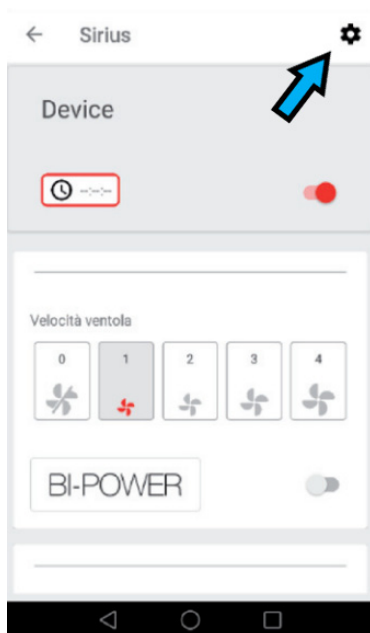 Sirius
Device
--:--:--
Velocità ventola
0 1 2 3 4
BI-POWER